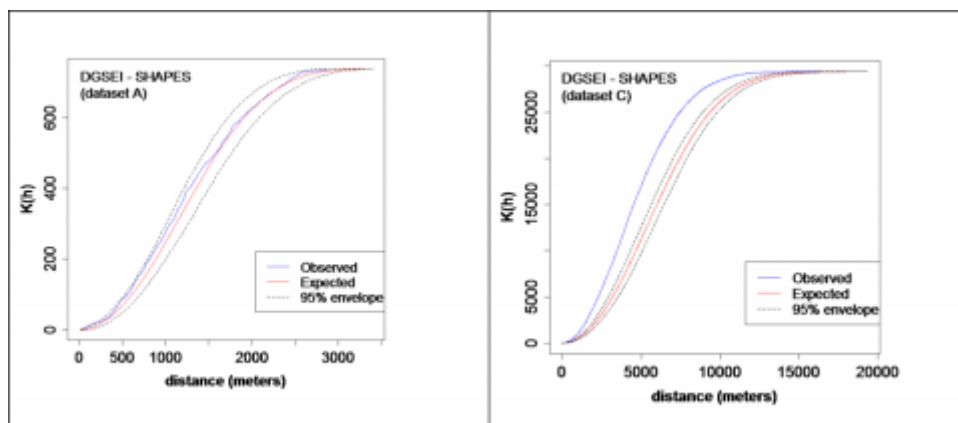 DGSEI - SHAPES
(dataset A)
K(h)
600
400
200
0
Observed
Expected
95% envelope
0 500 1000 2000 3000
distance (meters)
DGSEI - SHAPES
(dataset C)
K(h)
25000
15000
5000
0
Observed
Expected
95% envelope
0 5000 10000 15000 20000
distance (meters)